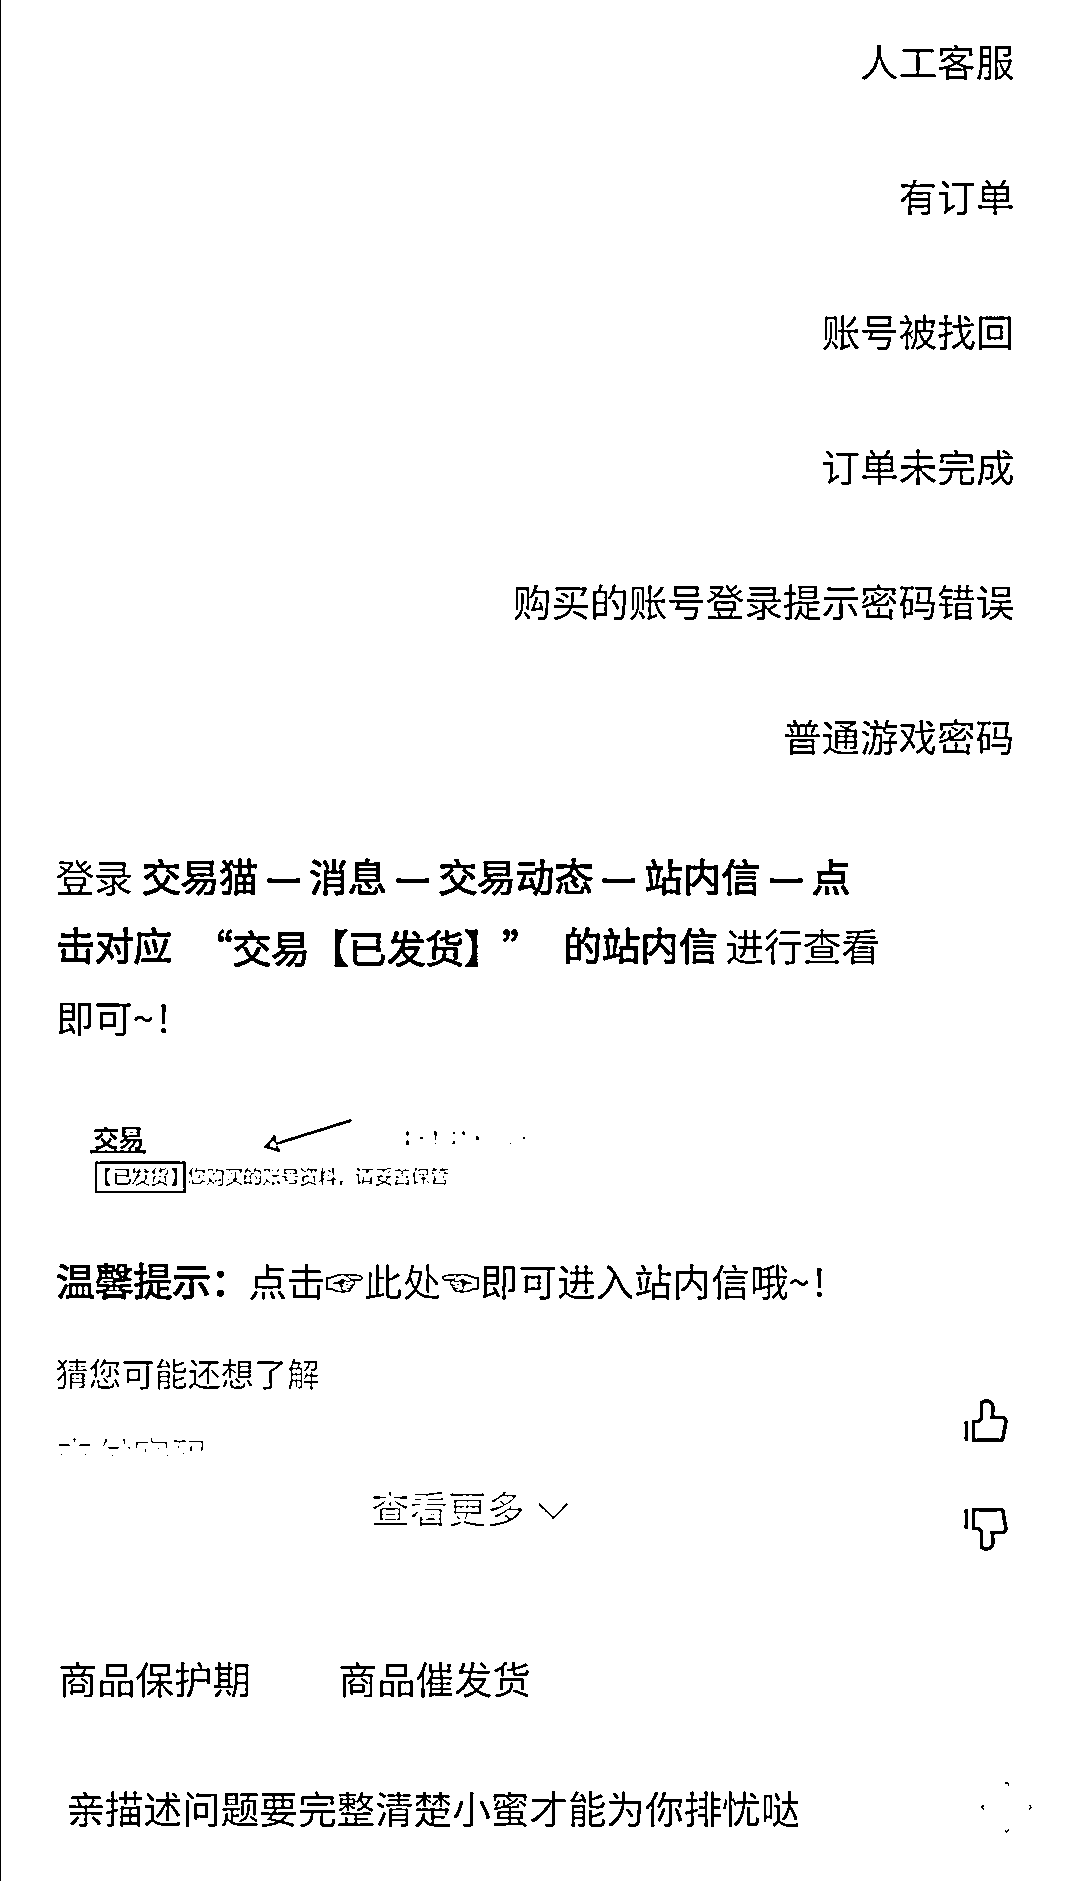 人工客服
有订单
账号被找回
订单未完成
购买的账号登录提示密码错误
普通游戏密码
登录 交易猫 — 消息 — 交易动态 — 站内信 — 点
击对应 “交易【已发货】” 的站内信 进行查看
即可~!
交易
【已发货】您购买的账号资料，请妥善保管
温馨提示：点击☞此处☜即可进入站内信哦~!
猜您可能还想了解
查看更多
商品保护期 商品催发货
亲描述问题要完整清楚小蜜才能为你排忧哒